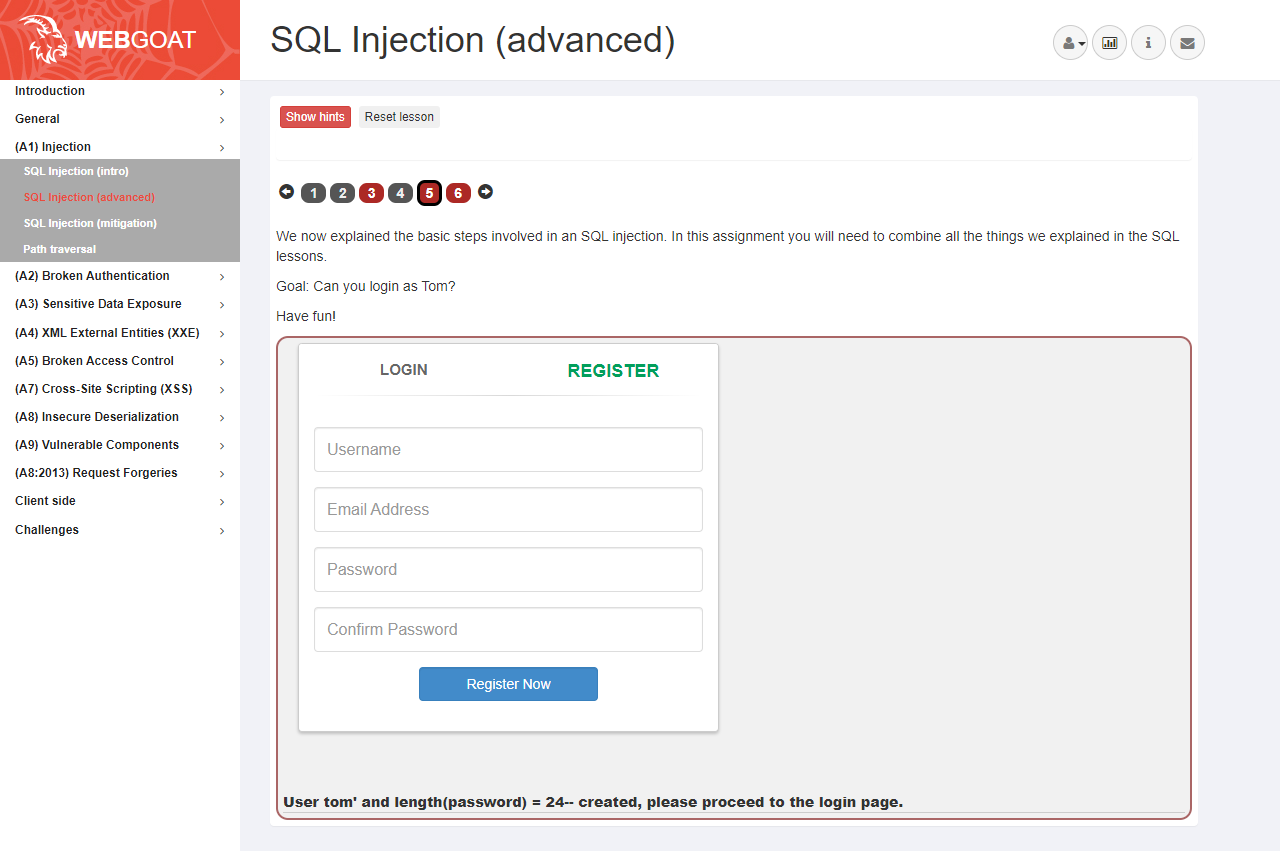 WEBGOAT
SQL Injection (advanced)
Introduction
General
(A1) Injection
SQL Injection (intro)
SQL Injection (advanced)
SQL Injection (mitigation)
Path traversal
(A2) Broken Authentication
(A3) Sensitive Data Exposure
(A4) XML External Entities (XXE)
(A5) Broken Access Control
(A7) Cross-Site Scripting (XSS)
(A8) Insecure Deserialization
(A9) Vulnerable Components
(A8:2013) Request Forgeries
Client side
Challenges
Show hints Reset lesson
1 2 3 4 5 6
We now explained the basic steps involved in an SQL injection. In this assignment you will need to combine all the things we explained in the SQL
lessons.
Goal: Can you login as Tom?
Have fun!
LOGIN REGISTER
Username
Email Address
Password
Confirm Password
Register Now
User tom' and length(password) = 24-- created, please proceed to the login page.